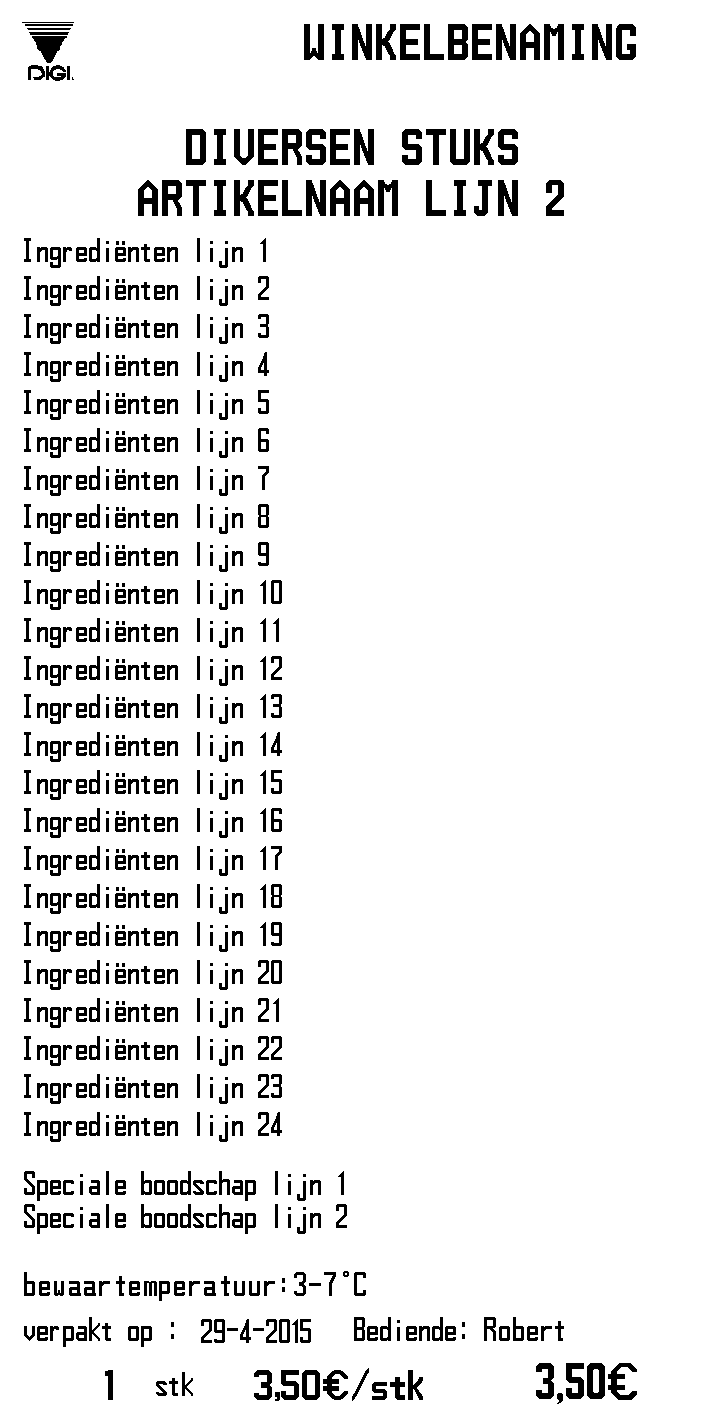 DIGI.
WINKELBENAMING
DIVERSEN STUKS
ARTIKELNAAM LIJN 2
Ingrediënten lijn 1
Ingrediënten lijn 2
Ingrediënten lijn 3
Ingrediënten lijn 4
Ingrediënten lijn 5
Ingrediënten lijn 6
Ingrediënten lijn 7
Ingrediënten lijn 8
Ingrediënten lijn 9
Ingrediënten lijn 10
Ingrediënten lijn 11
Ingrediënten lijn 12
Ingrediënten lijn 13
Ingrediënten lijn 14
Ingrediënten lijn 15
Ingrediënten lijn 16
Ingrediënten lijn 17
Ingrediënten lijn 18
Ingrediënten lijn 19
Ingrediënten lijn 20
Ingrediënten lijn 21
Ingrediënten lijn 22
Ingrediënten lijn 23
Ingrediënten lijn 24
Speciale boodschap lijn 1
Speciale boodschap lijn 2
bewaartemperatuur:3-7°C
verpakt op : 29-4-2015 Bediende: Robert
1 stk 3,50€/stk 3,50€